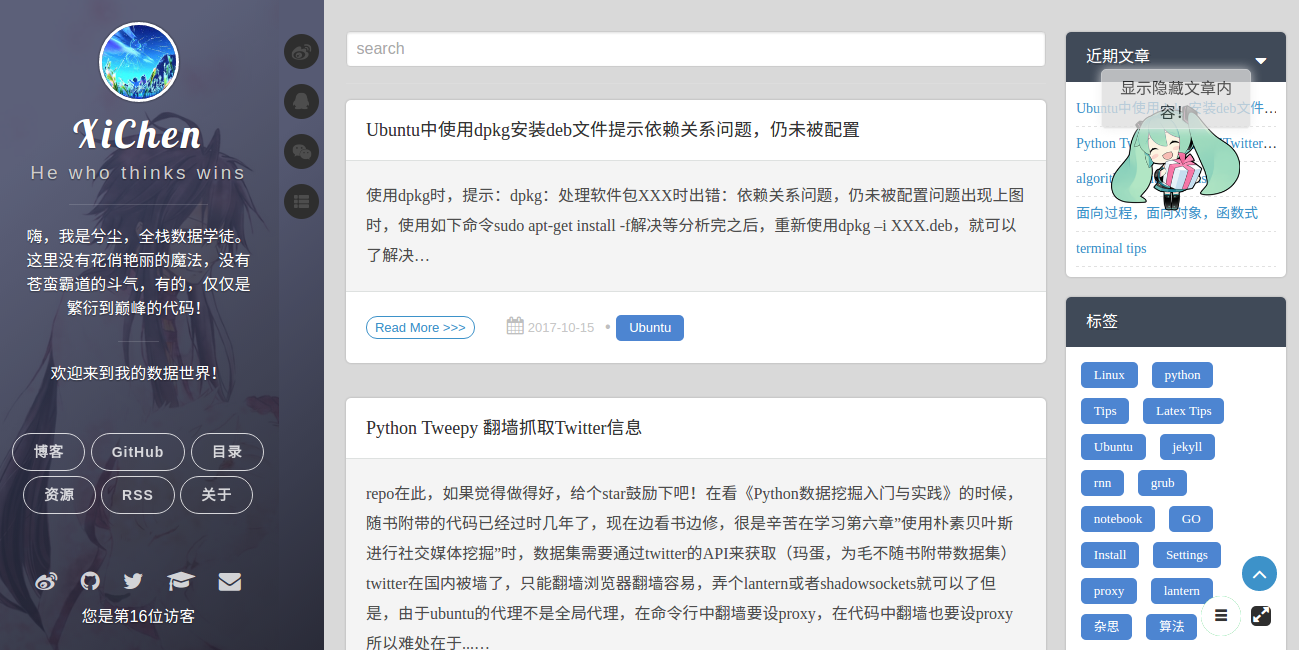 XiChen
He who thinks wins
嗨，我是兮尘，全栈数据学徒。
这里没有花俏艳丽的魔法，没有
苍蛮霸道的斗气，有的，仅仅是
繁衍到巅峰的代码！
欢迎来到我的数据世界！
博客 GitHub 目录
资源 RSS 关于
您是第16位访客
search
Ubuntu中使用dpkg安装deb文件提示依赖关系问题，仍未被配置
使用dpkg时，提示：dpkg：处理软件包XXX时出错：依赖关系问题，仍未被配置问题出现上图
时，使用如下命令sudo apt-get install -f解决等分析完之后，重新使用dpkg –i XXX.deb，就可以
了解决…
Read More >>> 2017-10-15 • Ubuntu
Python Tweepy 翻墙抓取Twitter信息
repo在此，如果觉得做得好，给个star鼓励下吧！在看《Python数据挖掘入门与实践》的时候，
随书附带的代码已经过时几年了，现在边看书边修，很是辛苦在学习第六章”使用朴素贝叶斯
进行社交媒体挖掘”时，数据集需要通过twitter的API来获取（玛蛋，为毛不随书附带数据集）
twitter在国内被墙了，只能翻墙浏览器翻墙容易，弄个lantern或者shadowsockets就可以了但
是，由于ubuntu的代理不是全局代理，在命令行中翻墙要设proxy，在代码中翻墙也要设proxy
所以难处在于...…
近期文章
显示隐藏文章内
容！
Ubuntu中使用dpkg安装deb文件…
Python Twitter…
面向过程，面向对象，函数式
terminal tips
标签
Linux python
Tips Latex Tips
Ubuntu jekyll
rnn grub
notebook GO
Install Settings
proxy lantern
杂思 算法